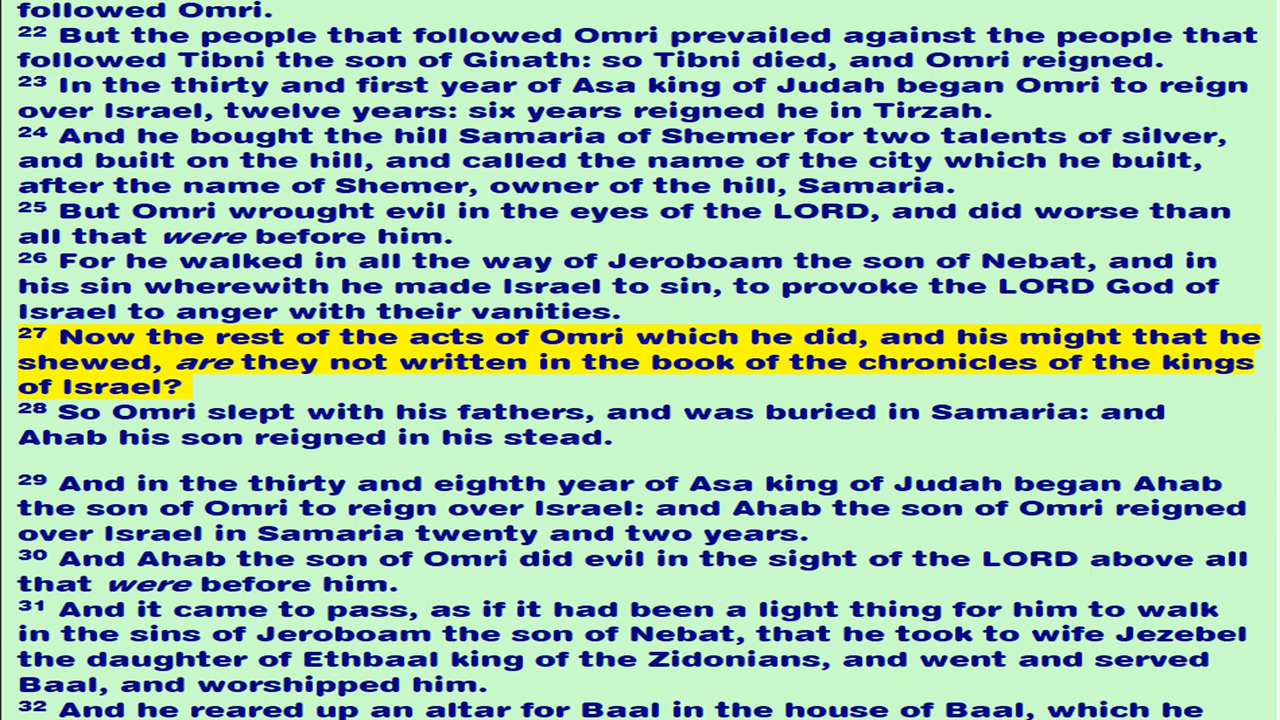 followed Omri.
22 But the people that followed Omri prevailed against the people that
followed Tibni the son of Ginath: so Tibni died, and Omri reigned.
23 In the thirty and first year of Asa king of Judah began Omri to reign
over Israel, twelve years: six years reigned he in Tirzah.
24 And he bought the hill Samaria of Shemer for two talents of silver,
and built on the hill, and called the name of the city which he built,
after the name of Shemer, owner of the hill, Samaria.
25 But Omri wrought evil in the eyes of the LORD, and did worse than
all that were before him.
26 For he walked in all the way of Jeroboam the son of Nebat, and in
his sin wherewith he made Israel to sin, to provoke the LORD God of
Israel to anger with their vanities.
27 Now the rest of the acts of Omri which he did, and his might that he
shewed, are they not written in the book of the chronicles of the kings
of Israel?
28 So Omri slept with his fathers, and was buried in Samaria: and
Ahab his son reigned in his stead.
29 And in the thirty and eighth year of Asa king of Judah began Ahab
the son of Omri to reign over Israel: and Ahab the son of Omri reigned
over Israel in Samaria twenty and two years.
30 And Ahab the son of Omri did evil in the sight of the LORD above all
that were before him.
31 And it came to pass, as if it had been a light thing for him to walk
in the sins of Jeroboam the son of Nebat, that he took to wife Jezebel
the daughter of Ethbaal king of the Zidonians, and went and served
Baal, and worshipped him.
32 And he reared up an altar for Baal in the house of Baal, which he